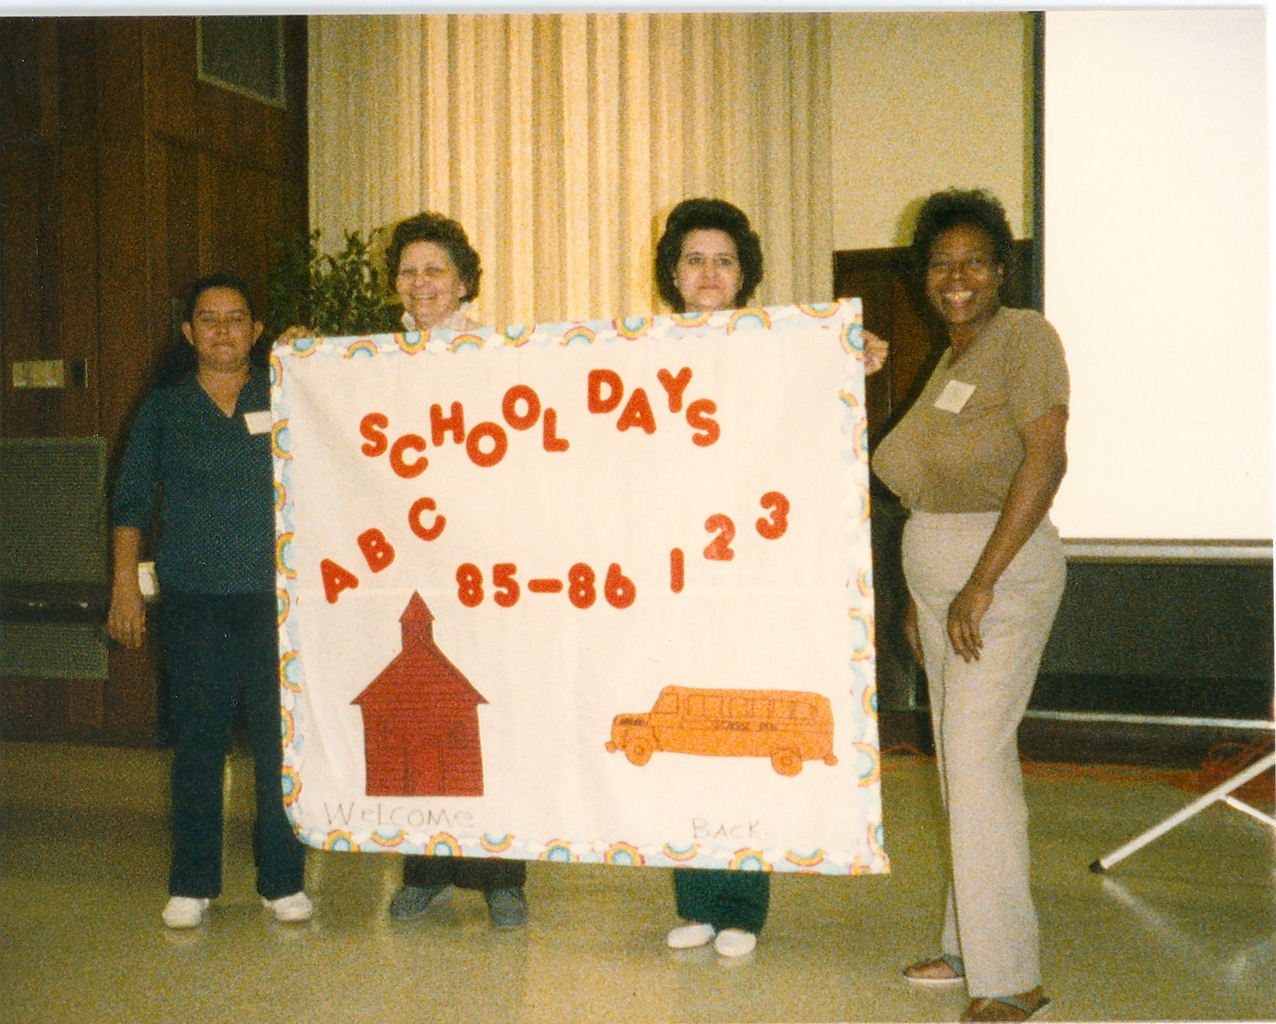 SCHOOL DAYS
ABC 85-86 123
WELCOME BACK